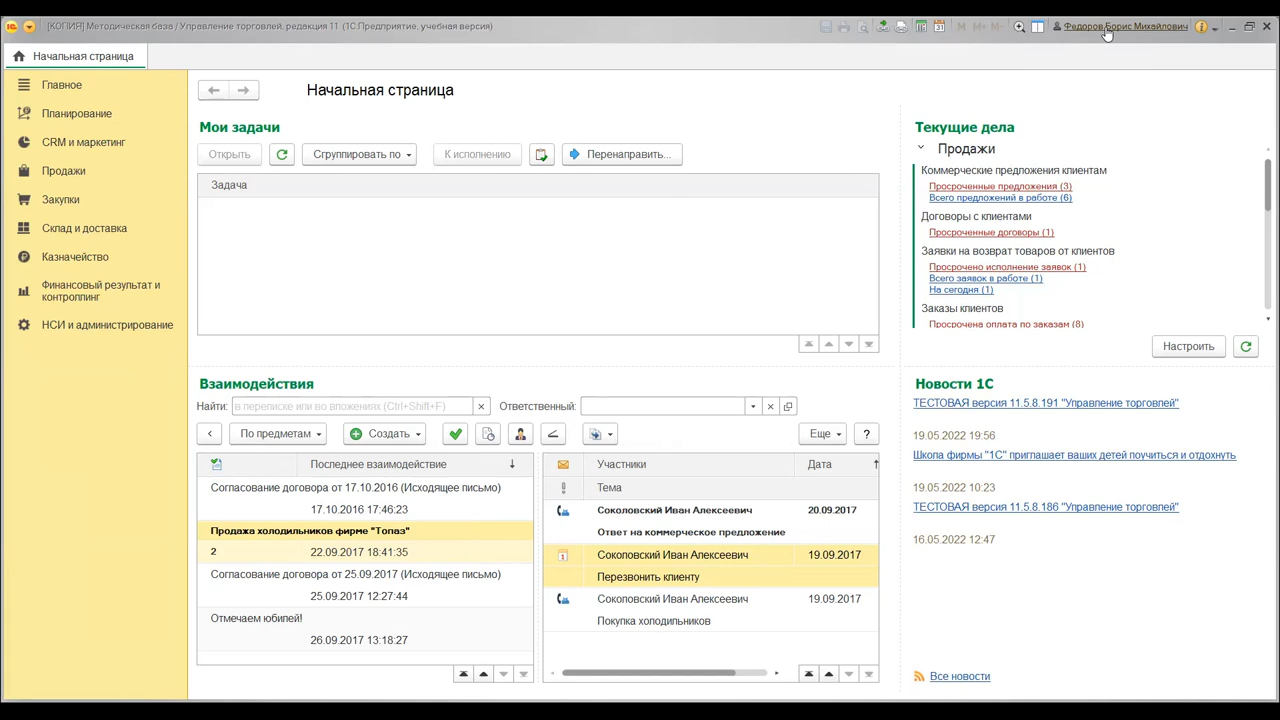 [КОПИЯ] Методическая база / Управление торговлей, редакция 11 (1С:Предприятие, учебная версия)
M M+ M-
Федоров Борис Михайлович
Начальная страница
Главное
Планирование
CRM и маркетинг
Продажи
Закупки
Склад и доставка
Казначейство
Финансовый результат и
контроллинг
НСИ и администрирование
Начальная страница
Мои задачи
Открыть
Сгруппировать по
К исполнению
Перенаправить...
Задача
Текущие дела
Продажи
Коммерческие предложения клиентам
Просроченные предложения (3)
Всего предложений в работе (6)
Договоры с клиентами
Просроченные договоры (1)
Заявки на возврат товаров от клиентов
Просрочено исполнение заявок (1)
Всего заявок в работе (1)
На сегодня (1)
Заказы клиентов
Просрочена оплата по заказам (8)
Настроить
Взаимодействия
Найти: в переписке или во вложениях (Ctrl+Shift+F)
Ответственный:
По предметам
Создать
Еще
?
Последнее взаимодействие
Согласование договора от 17.10.2016 (Исходящее письмо)
17.10.2016 17:46:23
Продажа холодильников фирме "Топаз"
2 22.09.2017 18:41:35
Согласование договора от 25.09.2017 (Исходящее письмо)
25.09.2017 12:27:44
Отмечаем юбилей!
26.09.2017 13:18:27
Участники Дата
Тема
Соколовский Иван Алексеевич 20.09.2017
Ответ на коммерческое предложение
Соколовский Иван Алексеевич 19.09.2017
Перезвонить клиенту
Соколовский Иван Алексеевич 19.09.2017
Покупка холодильников
Новости 1С
ТЕСТОВАЯ версия 11.5.8.191 "Управление торговлей"
19.05.2022 19:56
Школа фирмы "1С" приглашает ваших детей поучиться и отдохнуть
19.05.2022 10:23
ТЕСТОВАЯ версия 11.5.8.186 "Управление торговлей"
16.05.2022 12:47
Все новости